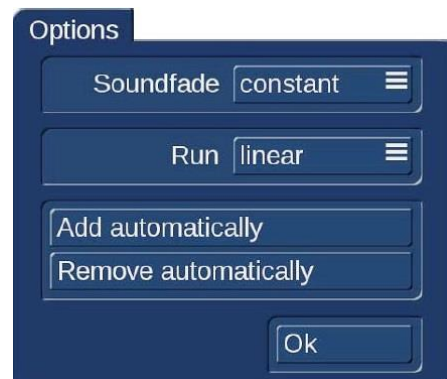 Options
Soundfade constant
Run linear
Add automatically
Remove automatically
Ok